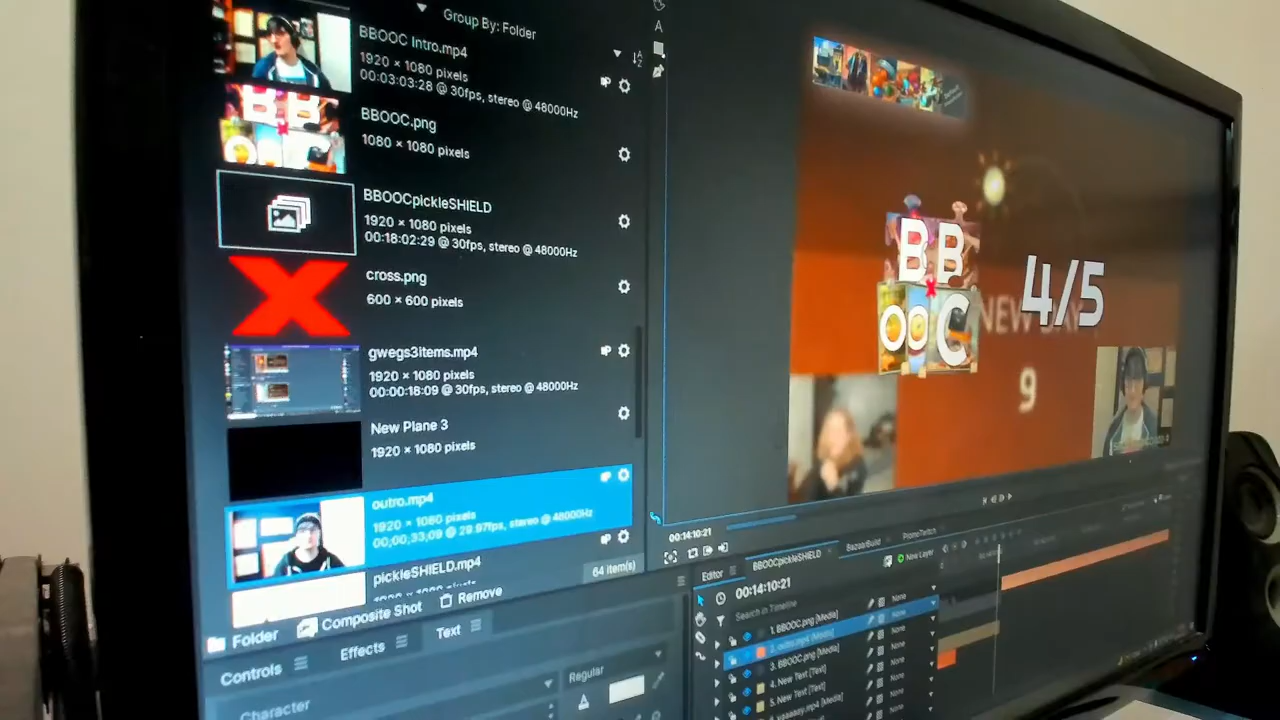 Group By: Folder
BBOOC Intro.mp4
1920 × 1080 pixels
00:03:03:28 @ 30fps, stereo @ 48000Hz
BBOOC.png
1080 × 1080 pixels
BBOOCpickleSHIELD
1920 × 1080 pixels
00:18:02:29 @ 30fps, stereo @ 48000Hz
cross.png
600 × 600 pixels
gwegs3items.mp4
1920 × 1080 pixels
00:00:18:09 @ 30fps, stereo @ 48000Hz
New Plane 3
1920 × 1080 pixels
outro.mp4
1920 × 1080 pixels
00;00;33;09 @ 29.97fps, stereo @ 48000Hz
pickleSHIELD.mp4
64 item(s)
Folder
Composite Shot
Remove
Controls
Effects
Text
Character
Regular
A
BB
OOC
4/5
NEW DAY
9
00:14:10:21
Editor
BBOOCpickleSHIELD
BazaarBuild
PromoTwitch
New Layer
00:14:10:21
Search in Timeline
1. BBOOC.png [Media]
None
2. outro.mp4 [Media]
None
3. BBOOC.png [Media]
None
4. New Text [Text]
None
5. New Text [Text]
None
None